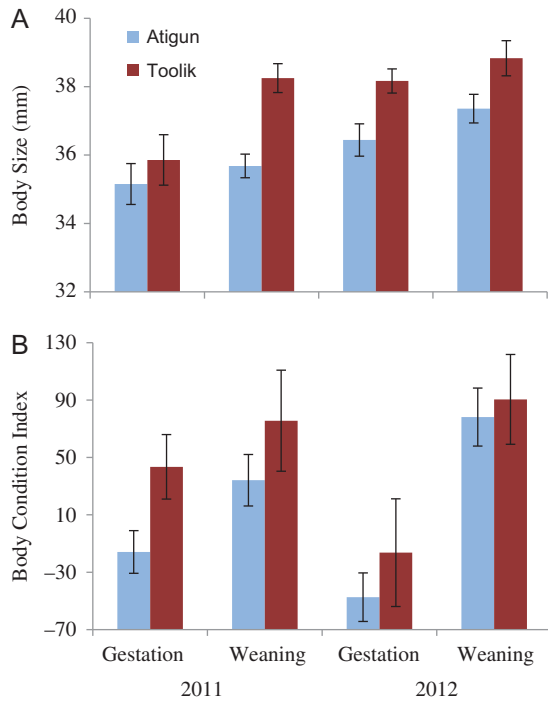 A
Atigun
Toolik
Body Size (mm)
40
38
36
34
32
B
Body Condition Index
130
90
50
10
−30
−70
Gestation Weaning Gestation Weaning
2011 2012